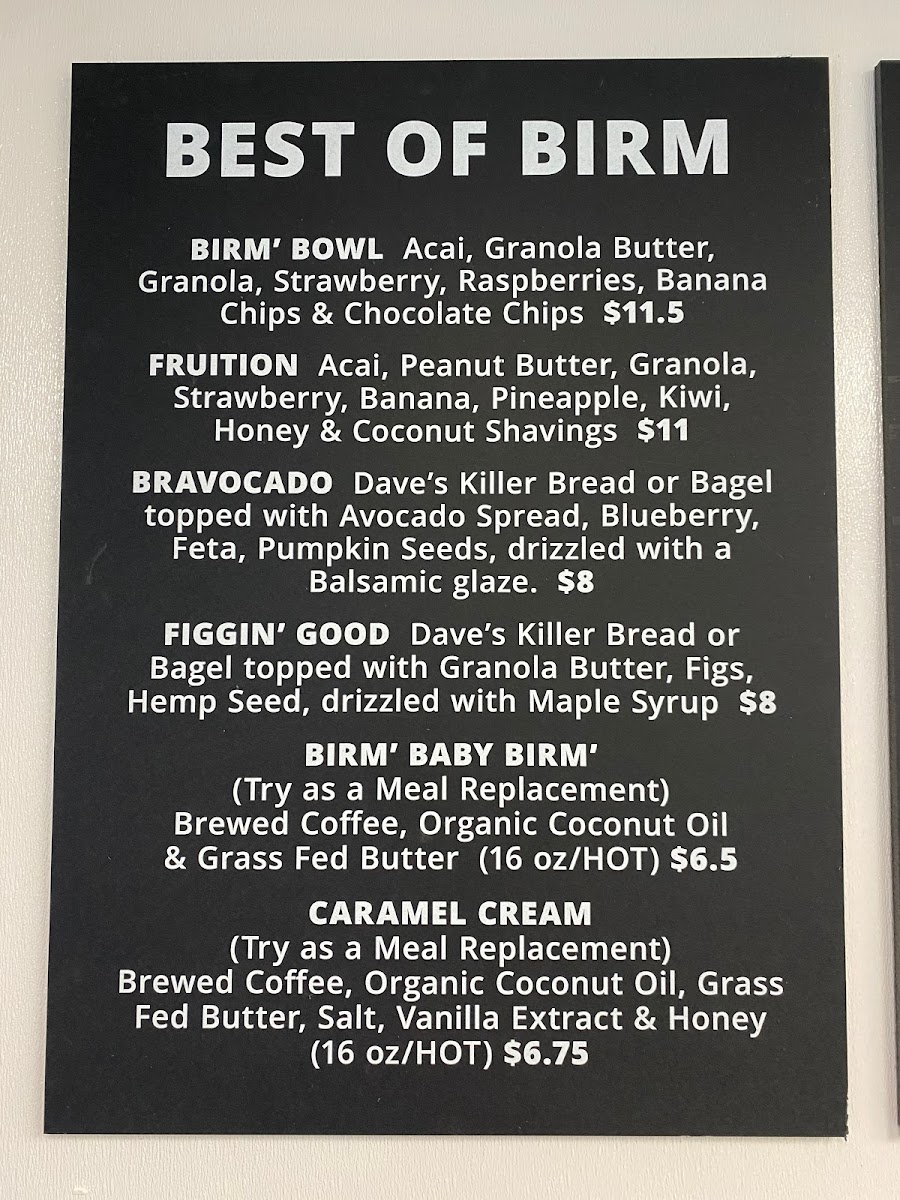 BEST OF BIRM
BIRM' BOWL Acai, Granola Butter,
Granola, Strawberry, Raspberries, Banana
Chips & Chocolate Chips $11.5
FRUITION Acai, Peanut Butter, Granola,
Strawberry, Banana, Pineapple, Kiwi,
Honey & Coconut Shavings $11
BRAVOCADO Dave's Killer Bread or Bagel
topped with Avocado Spread, Blueberry,
Feta, Pumpkin Seeds, drizzled with a
Balsamic glaze. $8
FIGGIN' GOOD Dave's Killer Bread or
Bagel topped with Granola Butter, Figs,
Hemp Seed, drizzled with Maple Syrup $8
BIRM' BABY BIRM'
(Try as a Meal Replacement)
Brewed Coffee, Organic Coconut Oil
& Grass Fed Butter (16 oz/HOT) $6.5
CARAMEL CREAM
(Try as a Meal Replacement)
Brewed Coffee, Organic Coconut Oil, Grass
Fed Butter, Salt, Vanilla Extract & Honey
(16 oz/HOT) $6.75